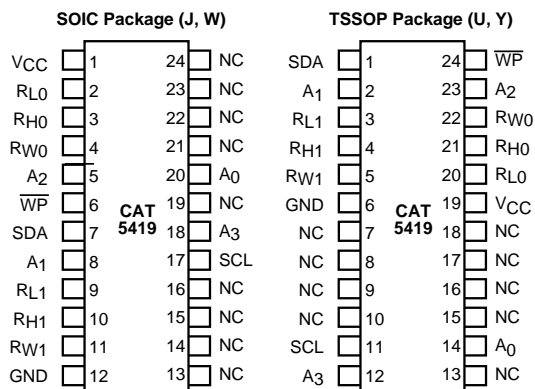 SOIC Package (J, W)
VCC 1 24 NC
RL0 2 23 NC
RH0 3 22 NC
RW0 4 21 NC
A2 5 20 A0
WP 6 CAT 19 NC
SDA 7 5419 18 A3
A1 8 17 SCL
RL1 9 16 NC
RH1 10 15 NC
RW1 11 14 NC
GND 12 13 NC
TSSOP Package (U, Y)
SDA 1 24 WP
A1 2 23 A2
RL1 3 22 RW0
RH1 4 21 RH0
RW1 5 20 RL0
GND 6 CAT 19 VCC
NC 7 5419 18 NC
NC 8 17 NC
NC 9 16 NC
NC 10 15 NC
SCL 11 14 A0
A3 12 13 NC